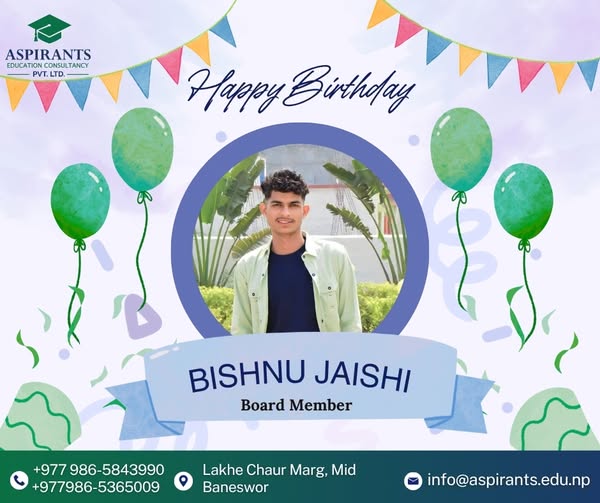 ASPIRANTS
EDUCATION CONSULTANCY
PVT. LTD.
Happy Birthday
BISHNU JAISHI
Board Member
+977 986-5843990
+977986-5365009
Lakhe Chaur Marg, Mid
Baneswor
info@aspirants.edu.np